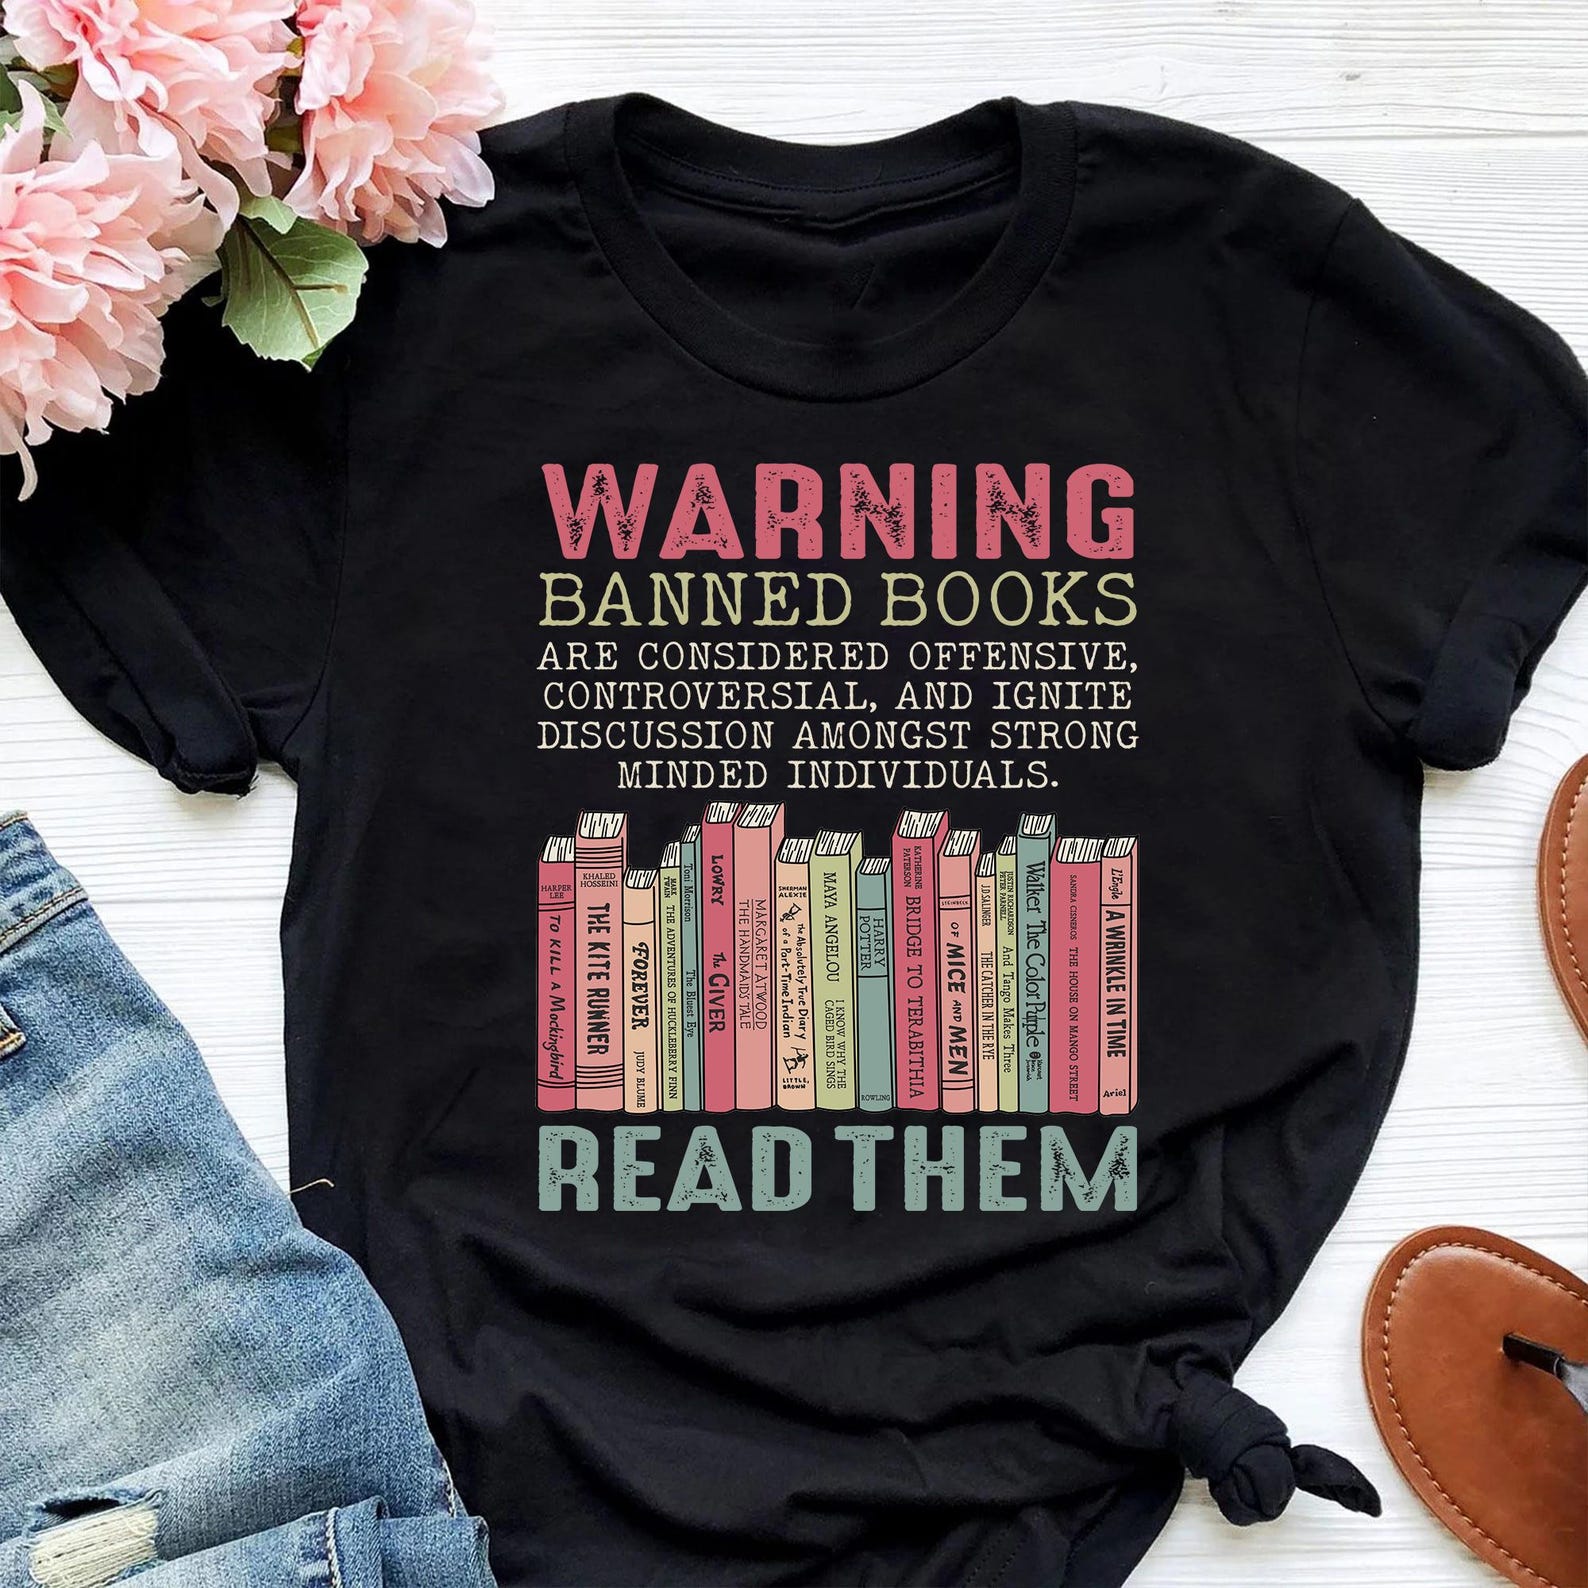 WARNING
BANNED BOOKS
ARE CONSIDERED OFFENSIVE,
CONTROVERSIAL, AND IGNITE
DISCUSSION AMONGST STRONG
MINDED INDIVIDUALS.
HARPER
LEE
TO KILL A Mockingbird
KHALED
HOSSEINI
THE KITE RUNNER
FOREVER
JUDY BLUME
MARK
TWAIN
THE ADVENTURES OF HUCKLEBERRY FINN
Toni Morrison
The Bluest Eye
LOWRY
The GIVER
MARGARET ATWOOD
THE HANDMAIDS TALE
SHERMAN
ALEXIE
The Absolutely True Diary
of a Part-Time Indian
LITTLE,
BROWN
MAYA ANGELOU
I KNOW WHY THE
CAGED BIRD SINGS
HARRY
POTTER
ROWLING
KATHERINE
PATERSON
BRIDGE TO TERABITHIA
STEINBECK
OF MICE AND MEN
J.D.SALINGER
THE CATCHER IN THE RYE
JUSTIN RICHARDSON
PETER PARNELL
And Tango Makes Three
Walker
The Color Purple
SANDRA CISNEROS
THE HOUSE ON MANGO STREET
L'Engle
A WRINKLE IN TIME
Ariel
READ THEM